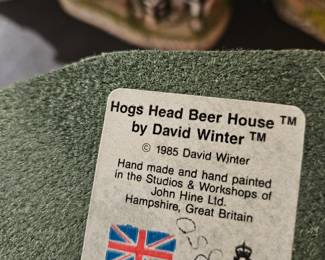 Hogs Head Beer House ™
by David Winter ™
© 1985 David Winter
Hand made and hand painted
in the Studios & Workshops of
John Hine Ltd.
Hampshire, Great Britain